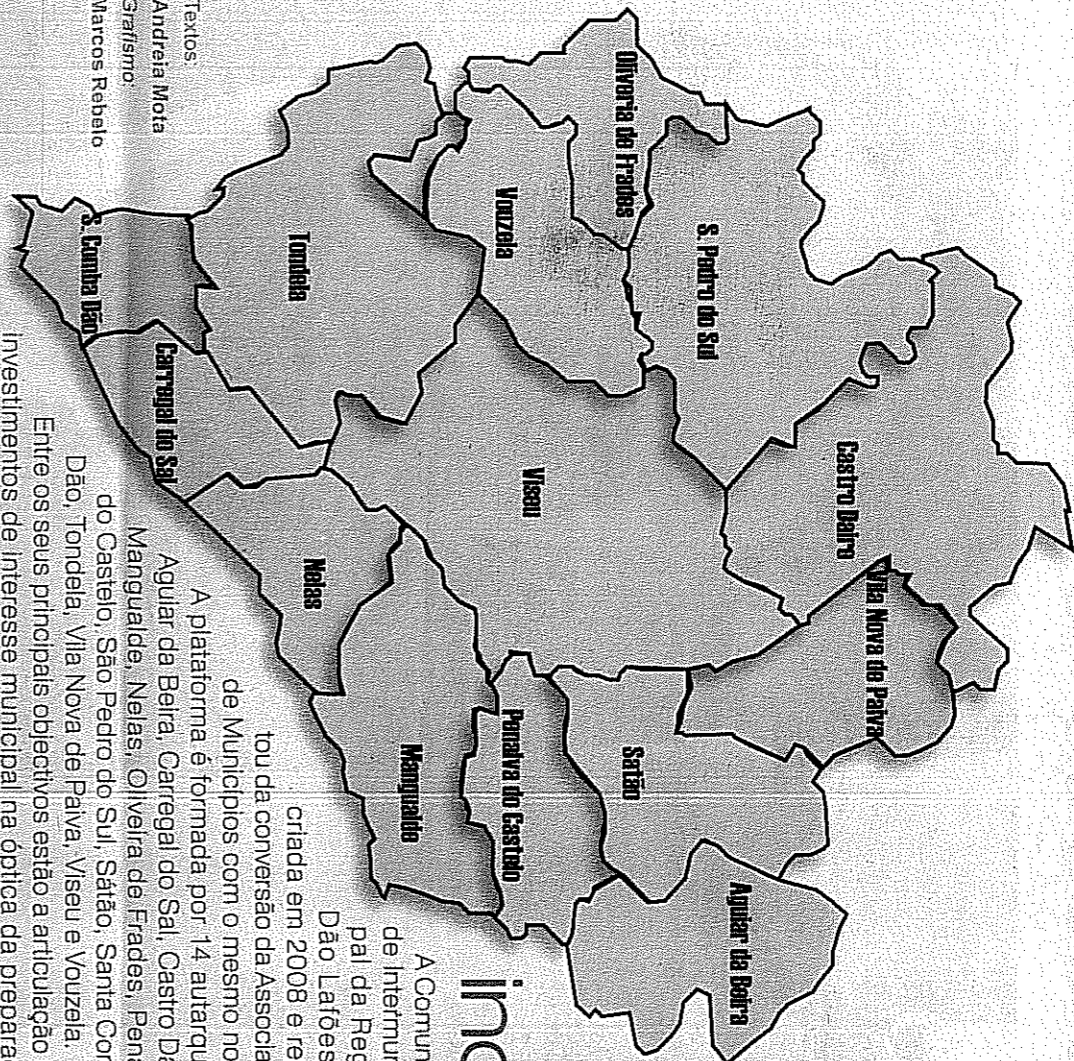 Castro Dairo
S. Pedro do Sul
Vila Nova de Paiva
Oliveria de Frades
Vouzela
Viseu
Satão
Aguiar da Beira
Penalva do Castelo
Tondela
Mangualde
Nelas
Carregal do Sal
S. Comba Dão
Textos:
Andreia Mota
Grafismo:
Marcos Rebelo
A Comun
de Intermur
pal da Reg
Dão Lafões
criada em 2008 e re
tou da conversão da Associa
de Municípios com o mesmo no
A plataforma é formada por 14 autarqu
Aguiar da Beira, Carregal do Sal, Castro Da
Mangualde, Nelas, Oliveira de Frades, Pena
do Castelo, São Pedro do Sul, Sátão, Santa Cor
Dão, Tondela, Vila Nova de Paiva, Viseu e Vouzela.
Entre os seus principais objectivos estão a articulação
investimentos de interesse municipal na óptica da prepara